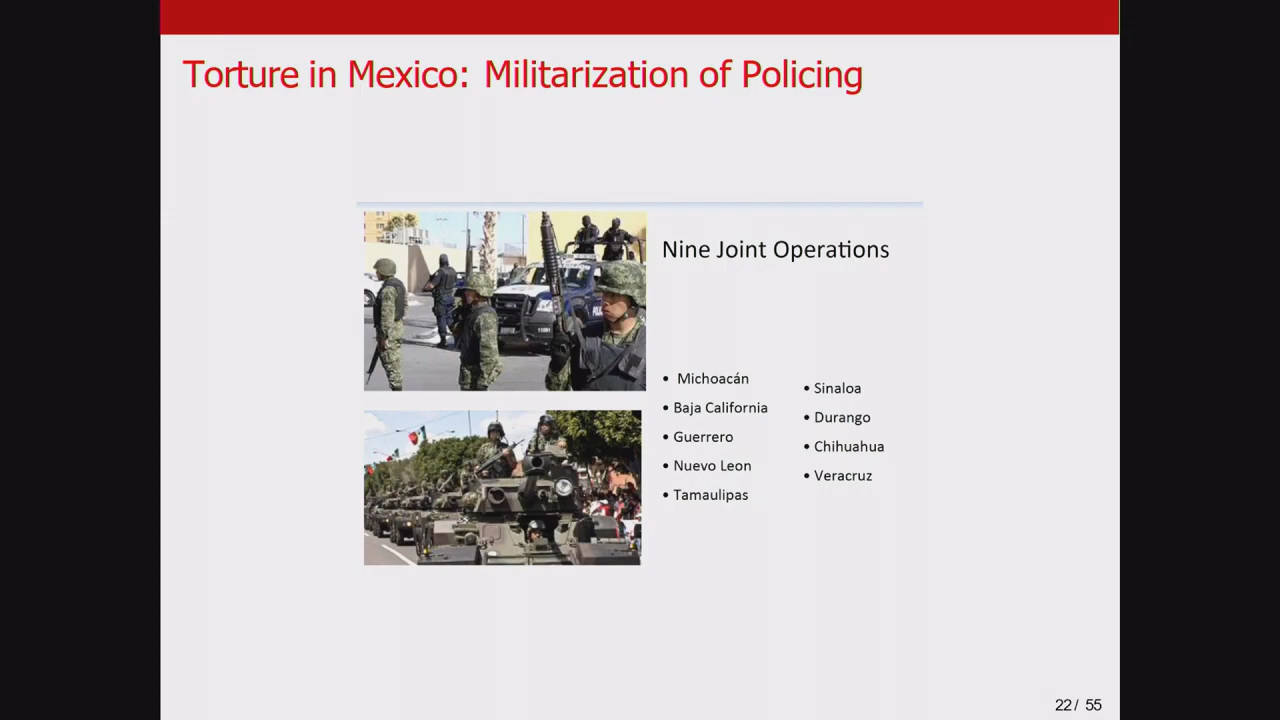 Torture in Mexico: Militarization of Policing
Nine Joint Operations
• Michoacán
• Baja California
• Guerrero
• Nuevo Leon
• Tamaulipas
• Sinaloa
• Durango
• Chihuahua
• Veracruz
22 / 55